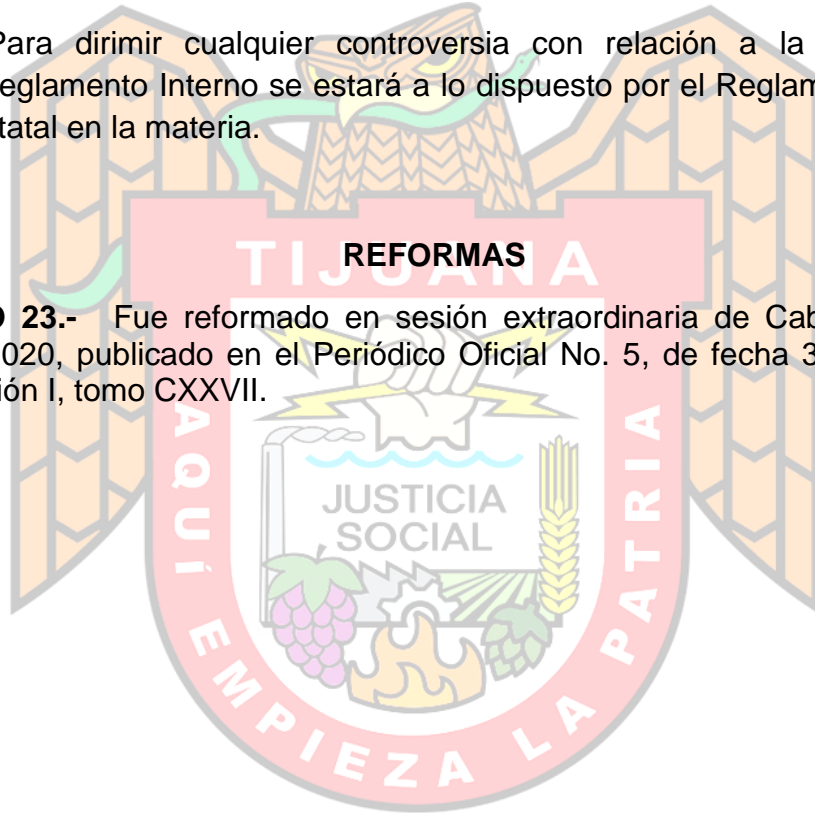 Para dirimir cualquier controversia con relación a la
eglamento Interno se estará a lo dispuesto por el Reglam
tatal en la materia.
TIJUANA
REFORMAS
O 23.- Fue reformado en sesión extraordinaria de Cab
2020, publicado en el Periódico Oficial No. 5, de fecha 3
ión I, tomo CXXVII.
JUSTICIA
SOCIAL
AQUÍ EMPIEZA LA PATRIA